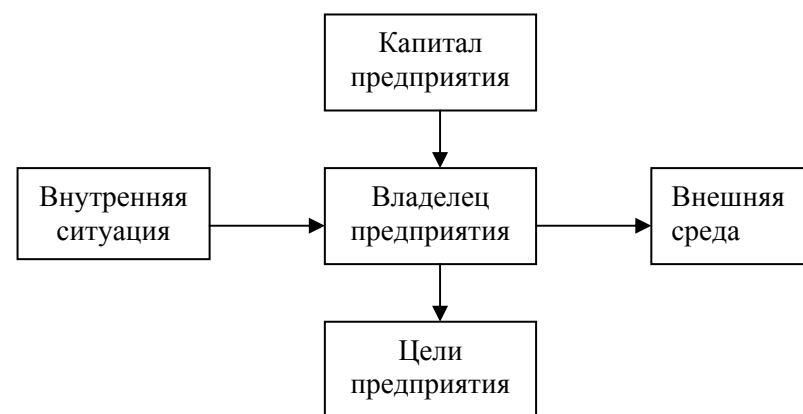 Капитал
предприятия
Внутренняя
ситуация
Владелец
предприятия
Внешняя
среда
Цели
предприятия